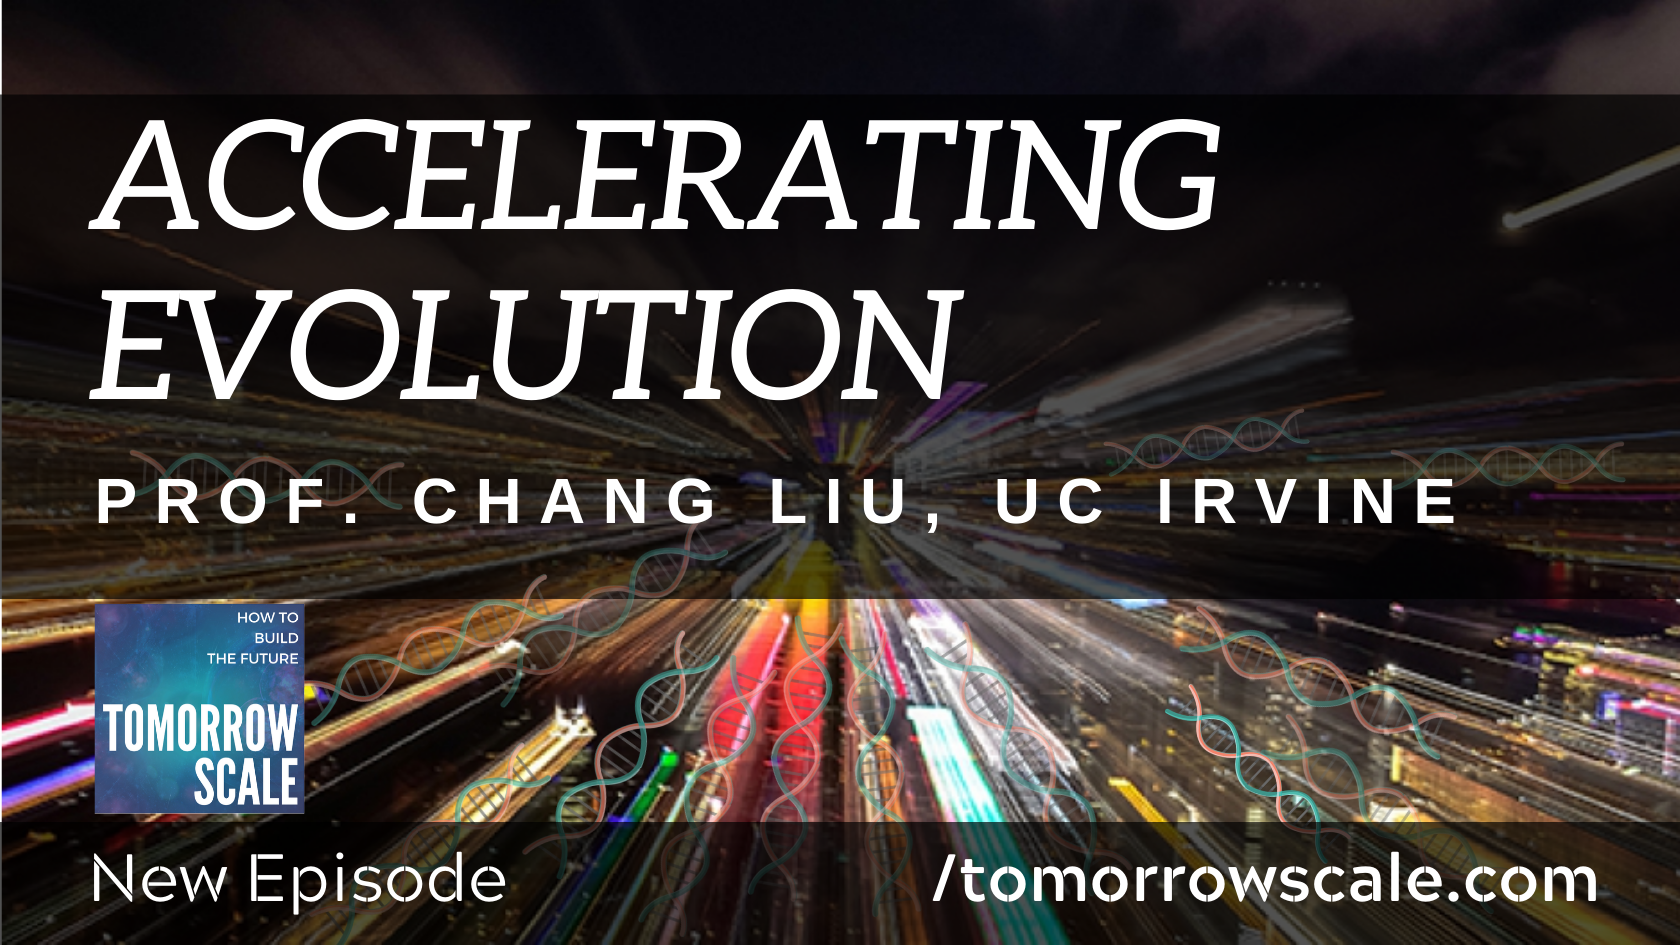 ACCELERATING
EVOLUTION
PROF. CHANG LIU, UC IRVINE
HOW TO
BUILD
THE FUTURE
TOMORROW
SCALE
New Episode
/tomorrowscale.com